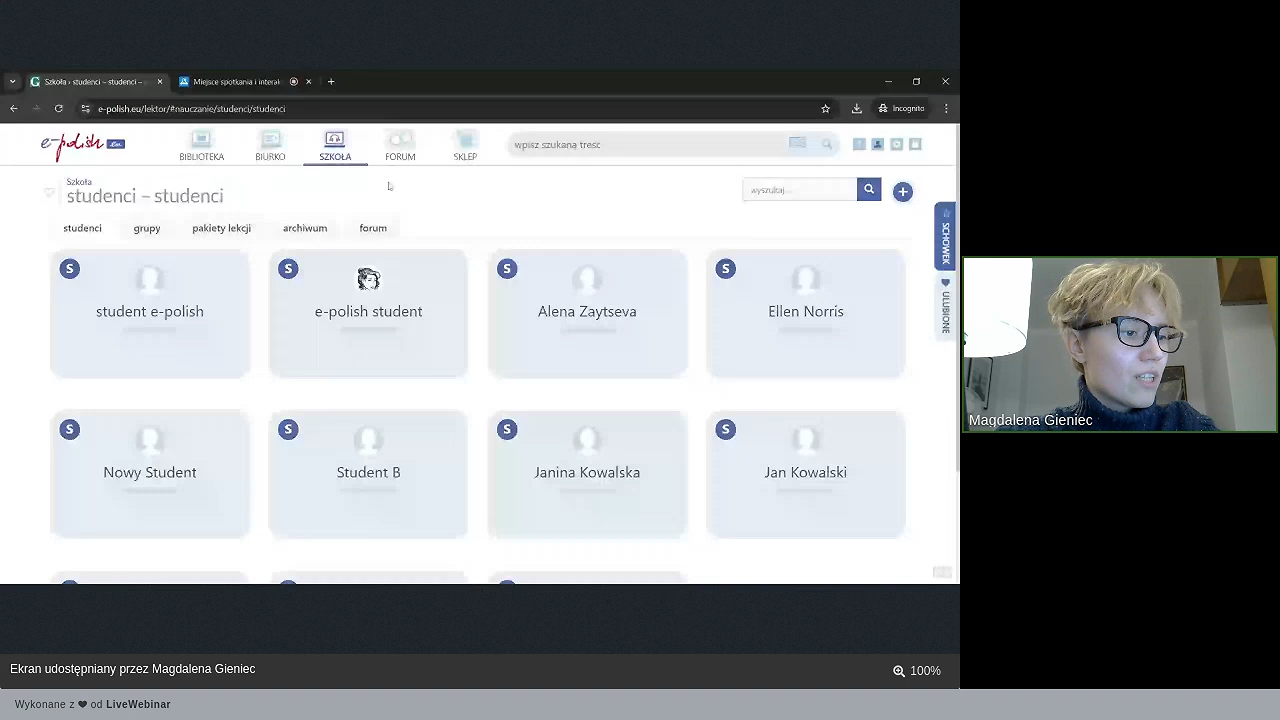 Szkoła › studenci – studenci –
Miejsce spotkania i interak
e-polish.eu/lektor/#nauczanie/studenci/studenci
Incognito
e-polish
BIBLIOTEKA
BIURKO
SZKOŁA
FORUM
SKLEP
wpisz szukaną treść
Szkoła
studenci – studenci
wyszukaj...
studenci
grupy
pakiety lekcji
archiwum
forum
SCHOWEK
ULUBIONE
S
student e-polish
S
e-polish student
S
Alena Zaytseva
S
Ellen Norris
S
Nowy Student
S
Student B
S
Janina Kowalska
S
Jan Kowalski
Magdalena Gieniec
Ekran udostępniany przez Magdalena Gieniec
100%
Wykonane z ❤ od LiveWebinar